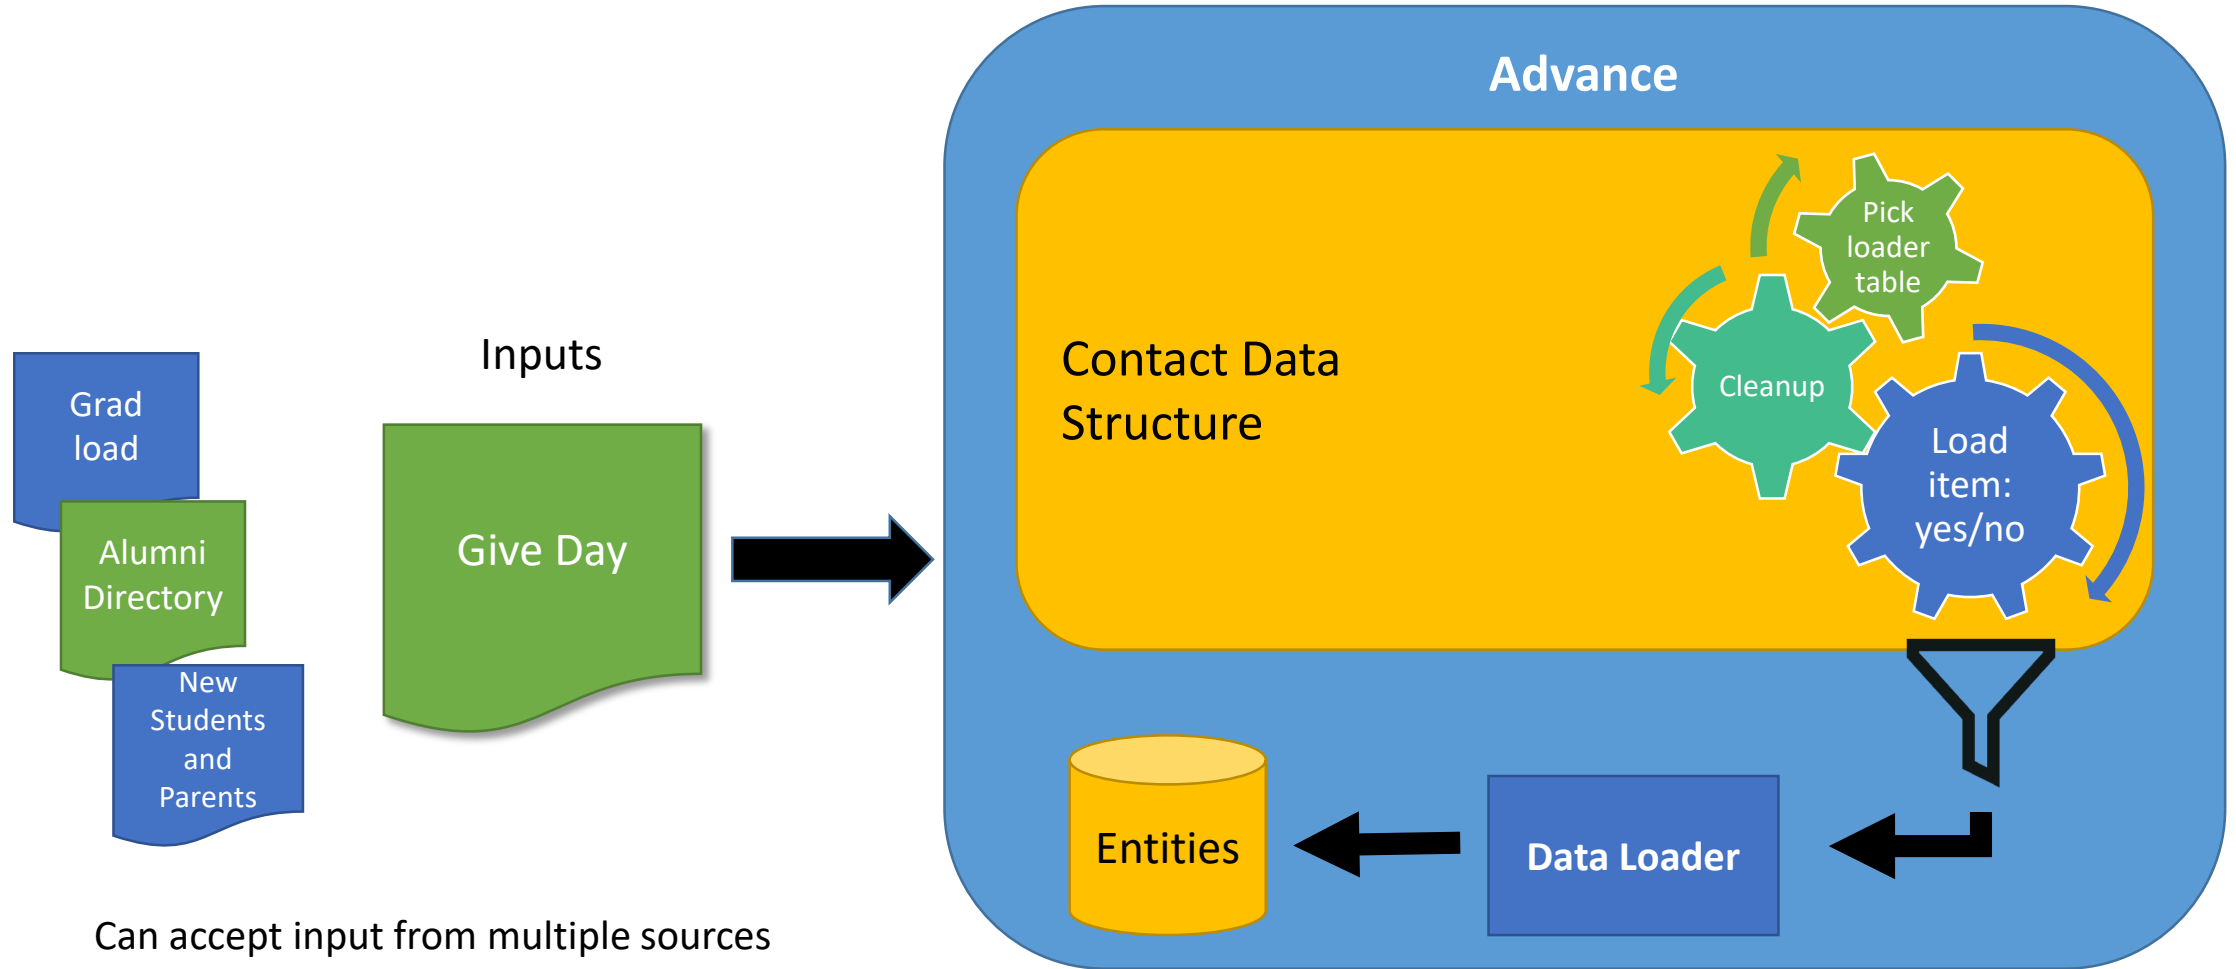 Advance
Pick
loader
table
Inputs
Contact Data
Structure
Cleanup
Grad
load
Load
item:
yes/no
Give Day
Alumni
Directory
New
Students
and
Parents
Entities
Data Loader
Can accept input from multiple sources